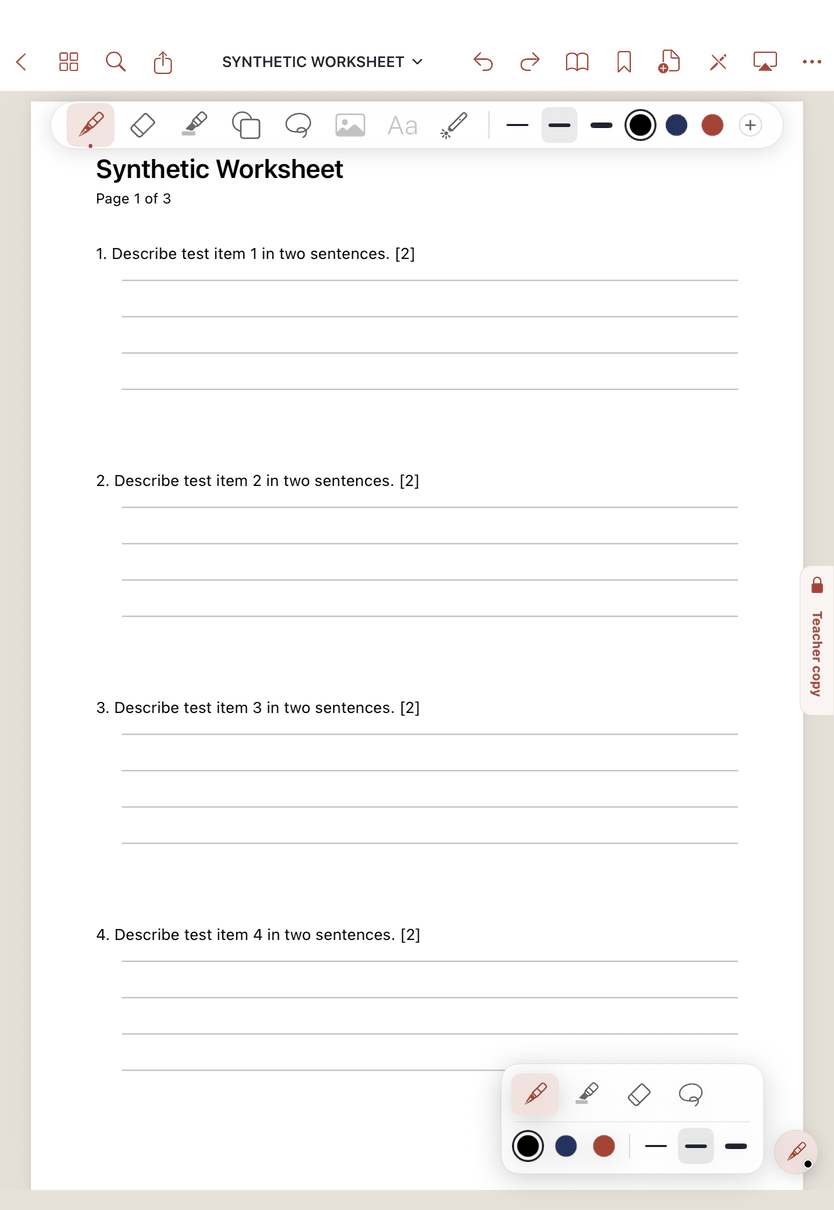 SYNTHETIC WORKSHEET
Aa
Synthetic Worksheet
Page 1 of 3
1. Describe test item 1 in two sentences. [2]
2. Describe test item 2 in two sentences. [2]
Teacher copy
3. Describe test item 3 in two sentences. [2]
4. Describe test item 4 in two sentences. [2]